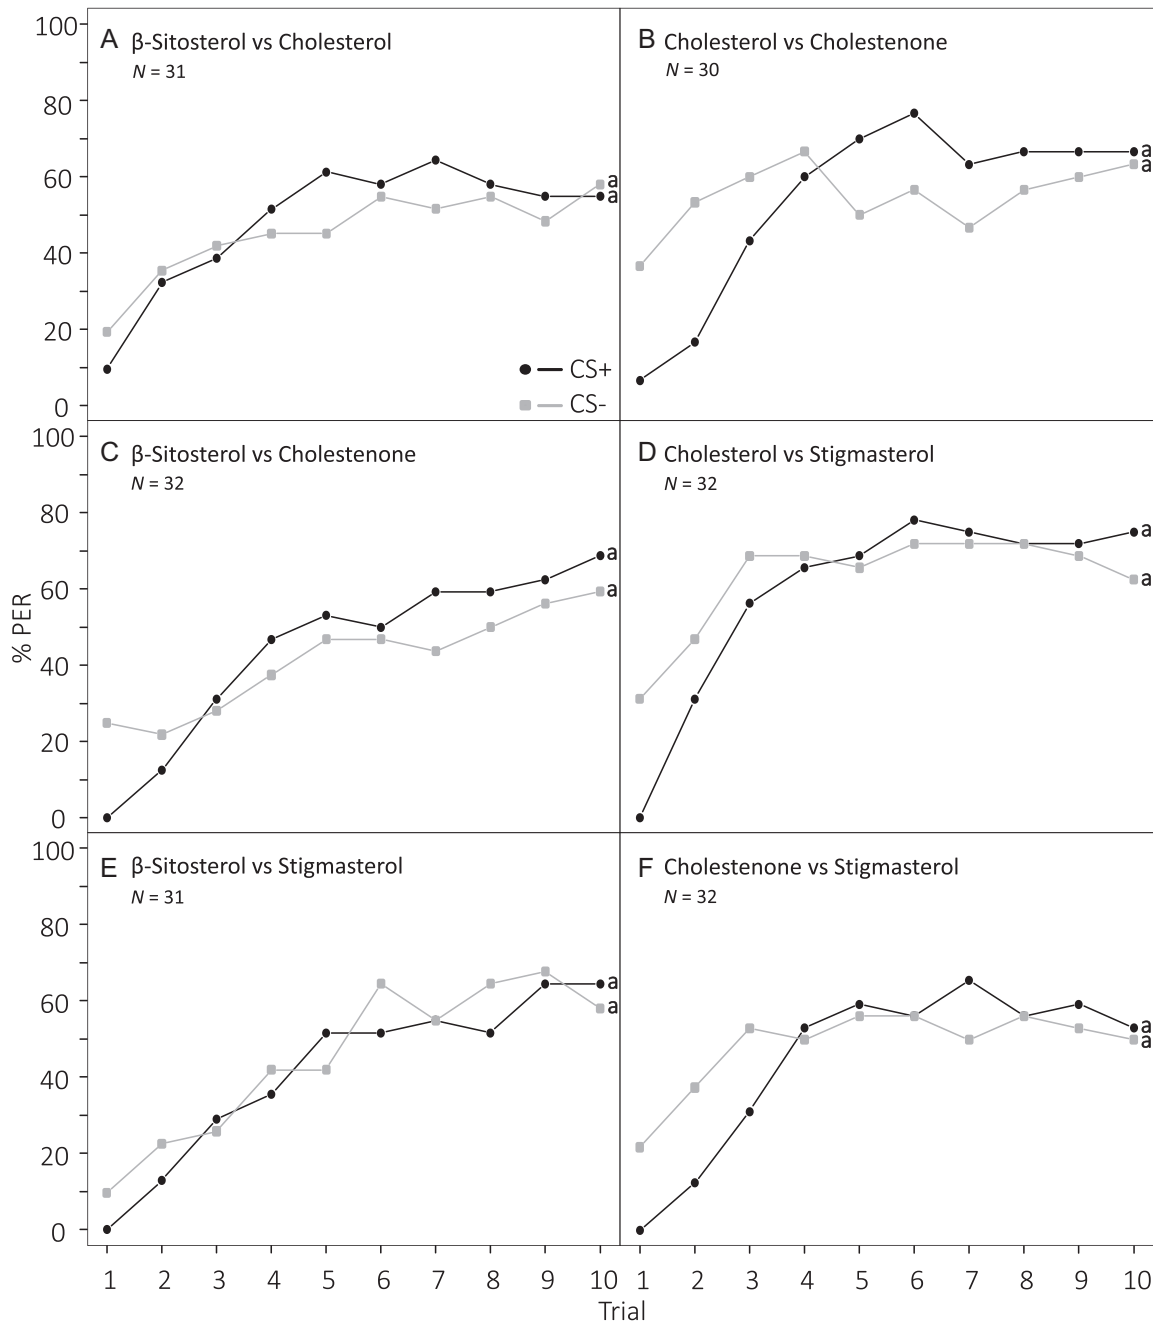 A β-Sitosterol vs Cholesterol
N = 31
100
80
60
40
20
0
a
a
CS+
CS-
B Cholesterol vs Cholestenone
N = 30
a
a
C β-Sitosterol vs Cholestenone
N = 32
100
80
60
40
20
0
a
a
% PER
D Cholesterol vs Stigmasterol
N = 32
a
a
E β-Sitosterol vs Stigmasterol
N = 31
100
80
60
40
20
0
a
a
F Cholestenone vs Stigmasterol
N = 32
a
a
1 2 3 4 5 6 7 8 9 10 1 2 3 4 5 6 7 8 9 10
Trial